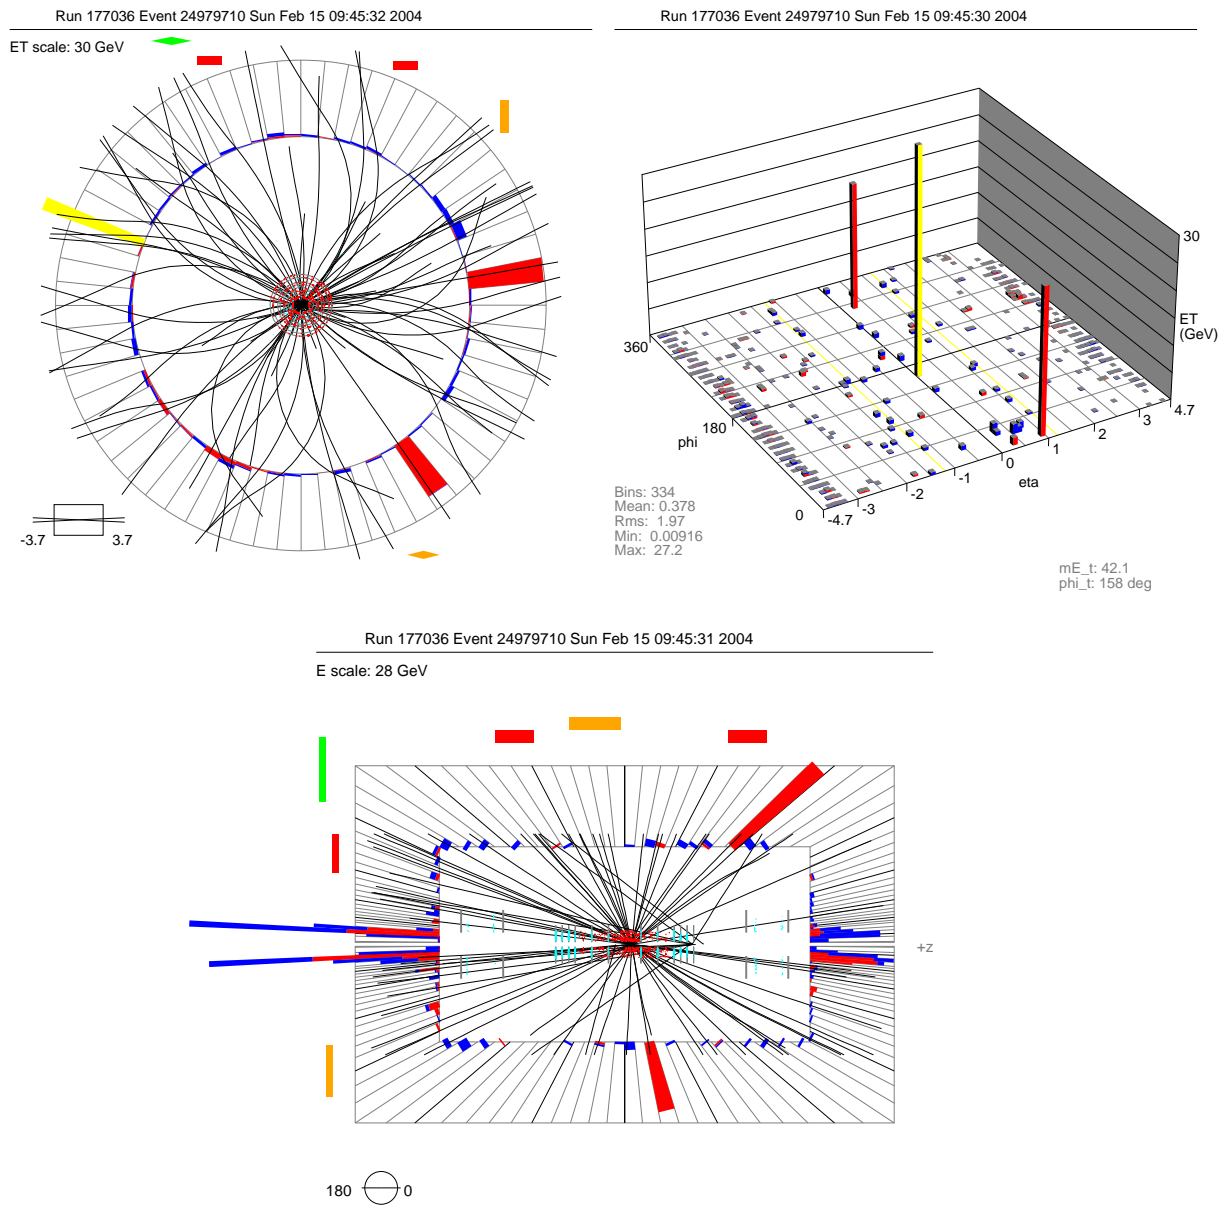 Run 177036 Event 24979710 Sun Feb 15 09:45:32 2004
ET scale: 30 GeV
-3.7 3.7
Run 177036 Event 24979710 Sun Feb 15 09:45:30 2004
30
ET
(GeV)
4.7
3
2
1
0
-1
-2
-3
-4.7
eta
360
180
phi
0
Bins: 334
Mean: 0.378
Rms: 1.97
Min: 0.00916
Max: 27.2
mE_t: 42.1
phi_t: 158 deg
Run 177036 Event 24979710 Sun Feb 15 09:45:31 2004
E scale: 28 GeV
+z
180 0